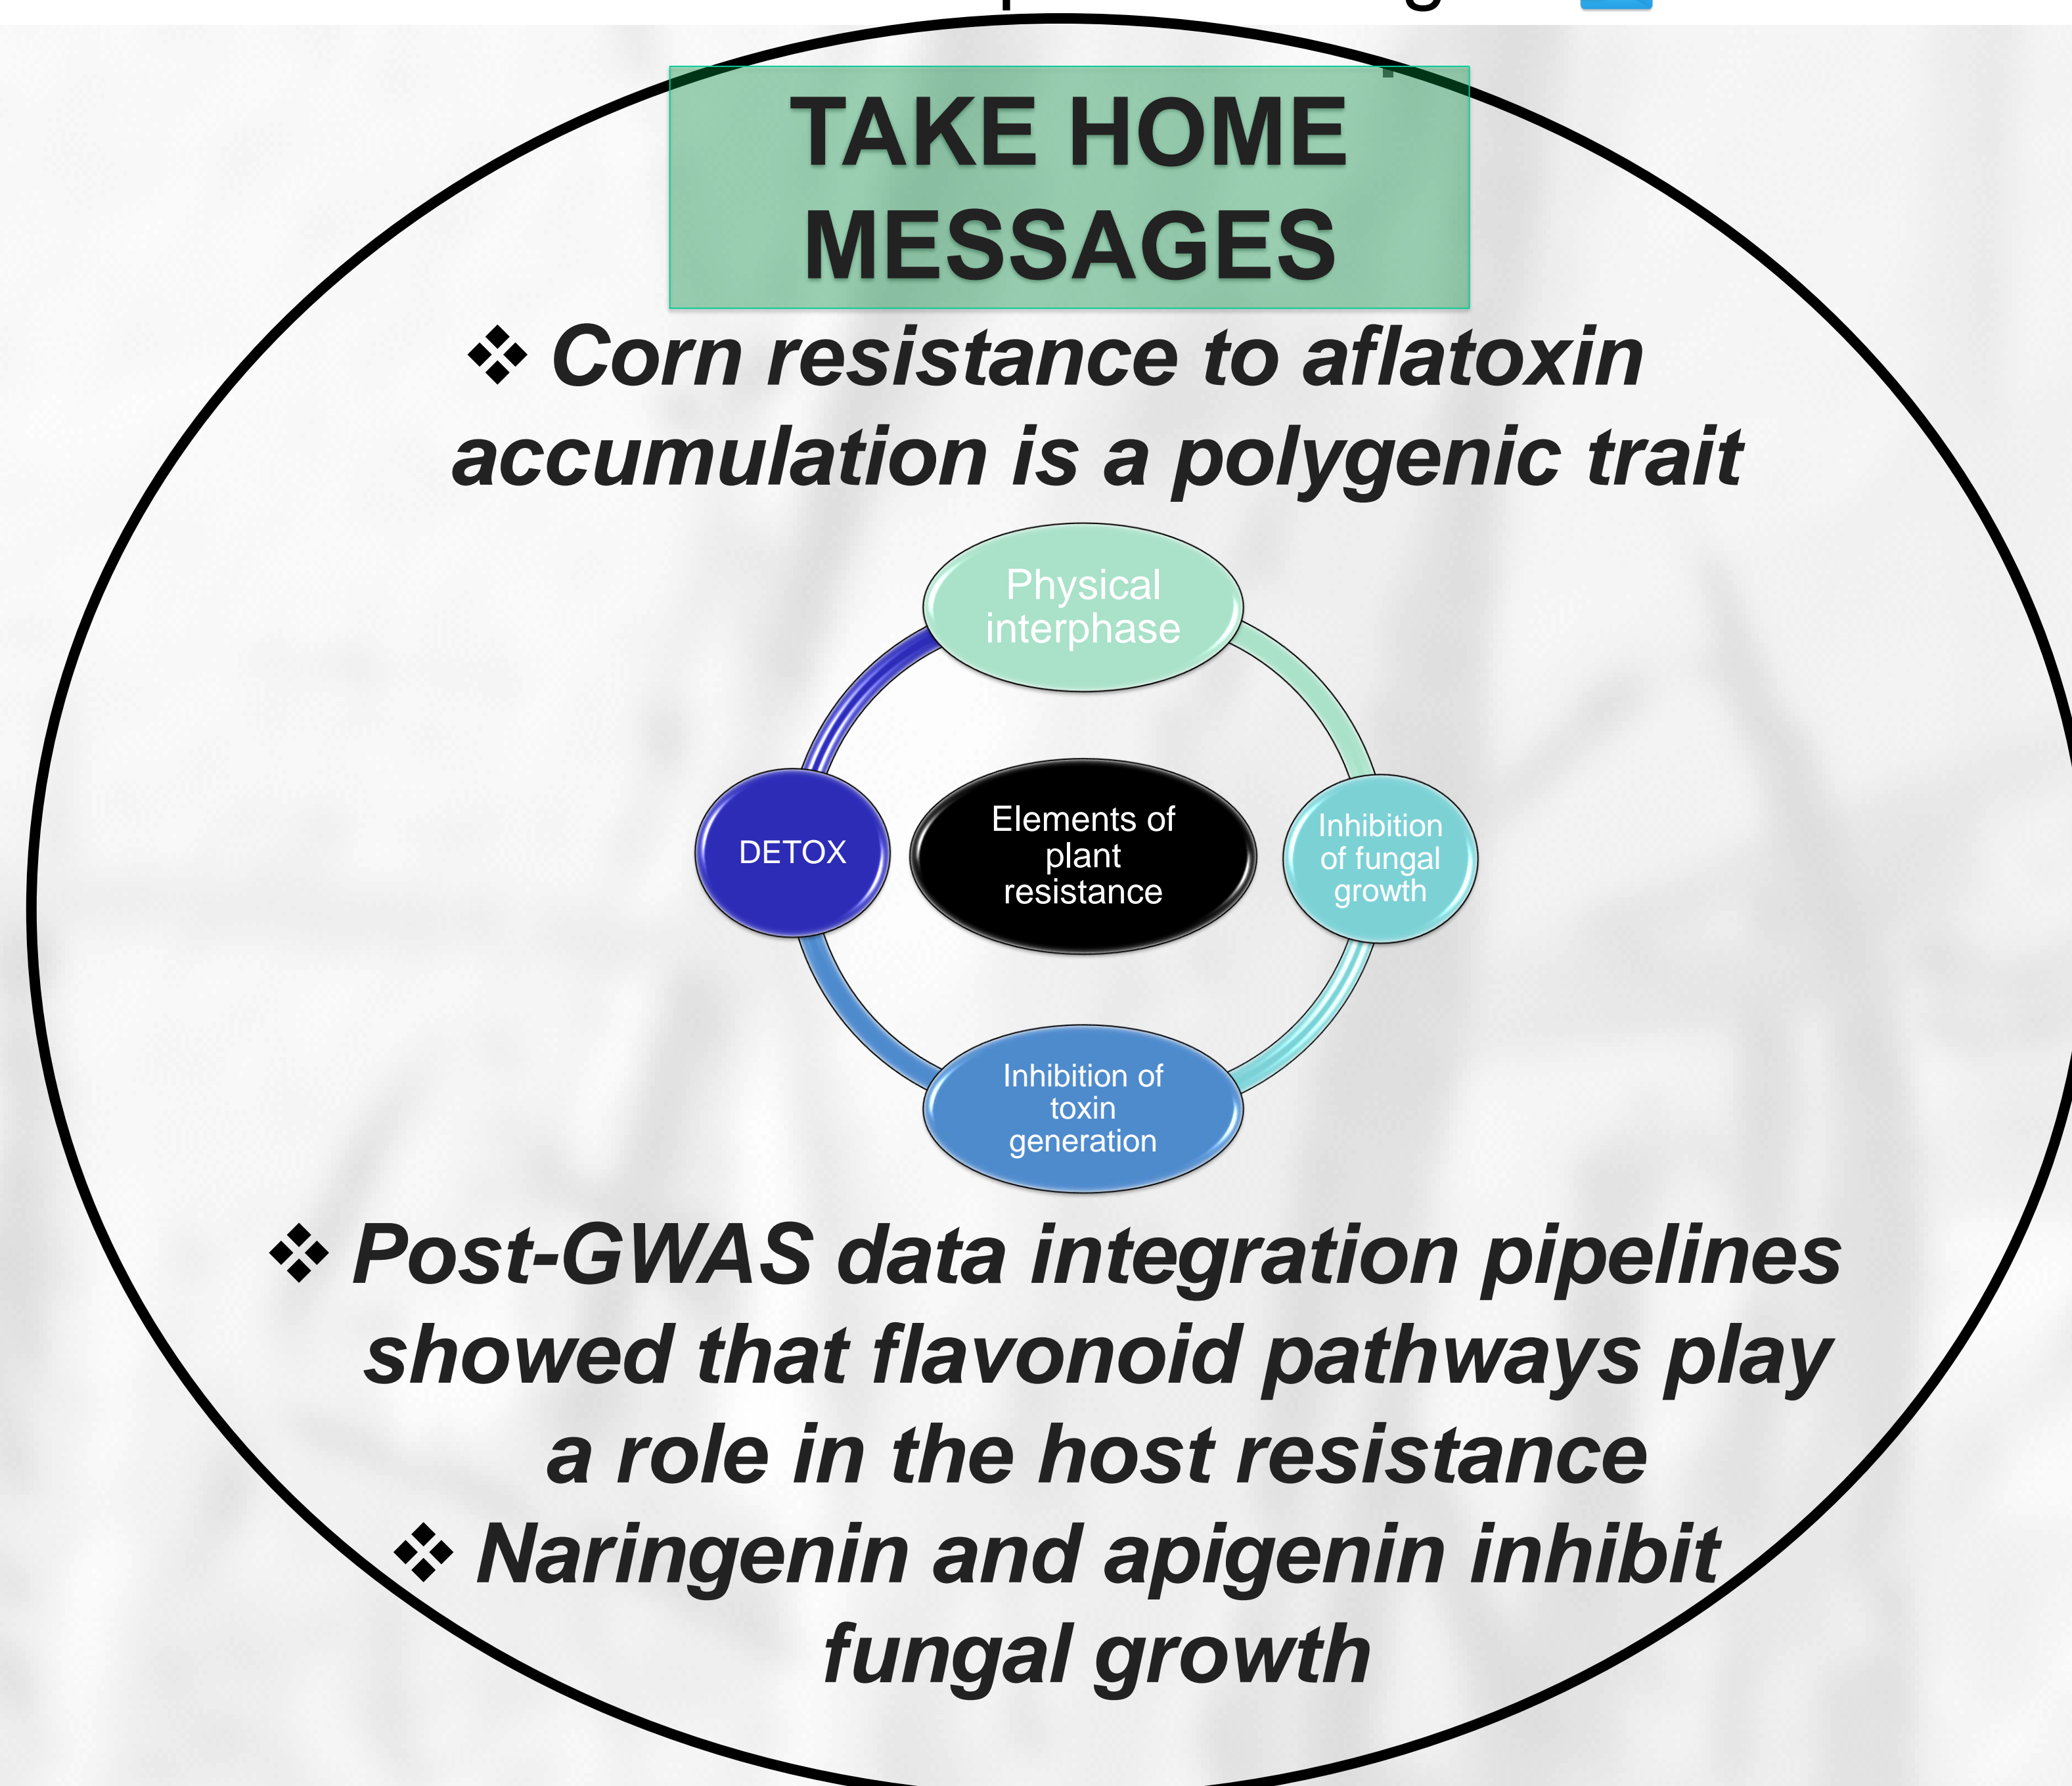 TAKE HOME
MESSAGES
❖ Corn resistance to aflatoxin
accumulation is a polygenic trait
Physical
interphase
DETOX
Elements of
plant
resistance
Inhibition
of fungal
growth
Inhibition of
toxin
generation
❖ Post-GWAS data integration pipelines
showed that flavonoid pathways play
a role in the host resistance
❖ Naringenin and apigenin inhibit
fungal growth